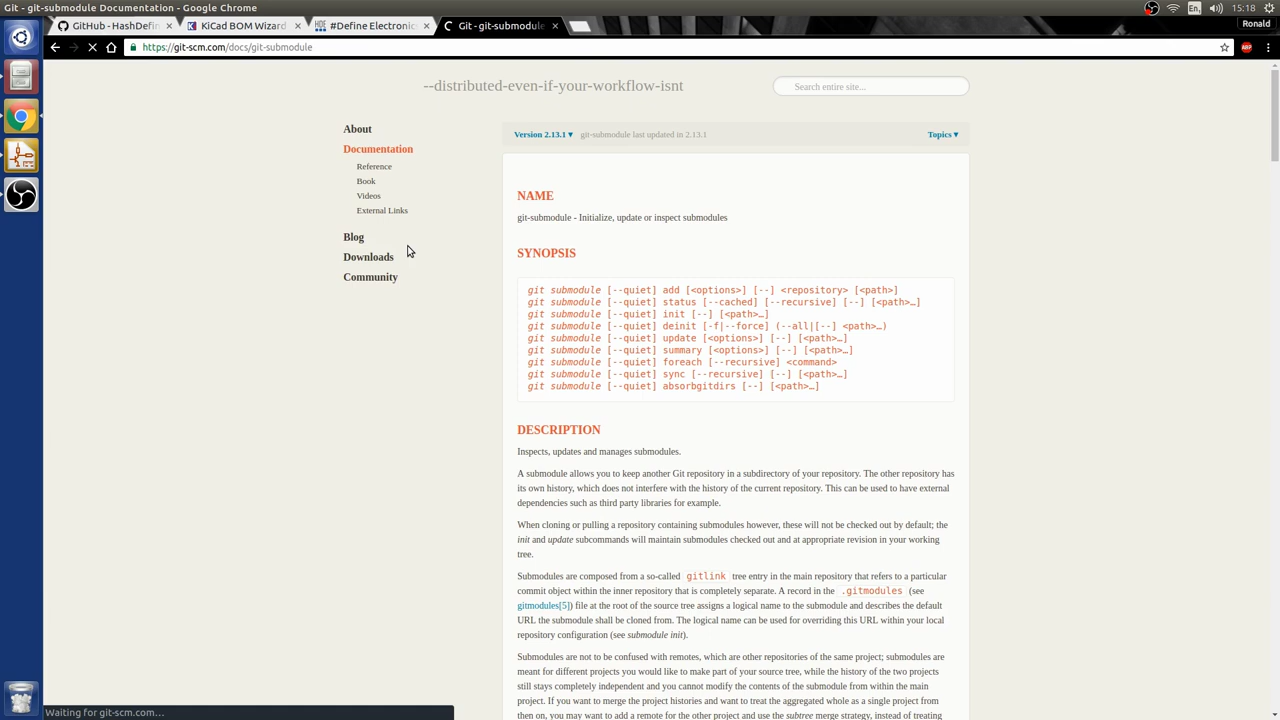 Git - git-submodule Documentation - Google Chrome
En
15:18
GitHub - HashDefin
KiCad BOM Wizard
#Define Electronics
Git - git-submodule
Ronald
https://git-scm.com/docs/git-submodule
ABP
--distributed-even-if-your-workflow-isnt
Search entire site...
About
Documentation
Reference
Book
Videos
External Links
Blog
Downloads
Community
Version 2.13.1 ▾ git-submodule last updated in 2.13.1
Topics ▾
NAME
git-submodule - Initialize, update or inspect submodules
SYNOPSIS
git submodule [--quiet] add [<options>] [--] <repository> [<path>]
git submodule [--quiet] status [--cached] [--recursive] [--] [<path>…]
git submodule [--quiet] init [--] [<path>…]
git submodule [--quiet] deinit [-f|--force] (--all|[--] <path>…)
git submodule [--quiet] update [<options>] [--] [<path>…]
git submodule [--quiet] summary [<options>] [--] [<path>…]
git submodule [--quiet] foreach [--recursive] <command>
git submodule [--quiet] sync [--recursive] [--] [<path>…]
git submodule [--quiet] absorbgitdirs [--] [<path>…]
DESCRIPTION
Inspects, updates and manages submodules.
A submodule allows you to keep another Git repository in a subdirectory of your repository. The other repository has
its own history, which does not interfere with the history of the current repository. This can be used to have external
dependencies such as third party libraries for example.
When cloning or pulling a repository containing submodules however, these will not be checked out by default; the
init and update subcommands will maintain submodules checked out and at appropriate revision in your working
tree.
Submodules are composed from a so-called gitlink tree entry in the main repository that refers to a particular
commit object within the inner repository that is completely separate. A record in the .gitmodules (see
gitmodules[5]) file at the root of the source tree assigns a logical name to the submodule and describes the default
URL the submodule shall be cloned from. The logical name can be used for overriding this URL within your local
repository configuration (see submodule init).
Submodules are not to be confused with remotes, which are other repositories of the same project; submodules are
meant for different projects you would like to make part of your source tree, while the history of the two projects
still stays completely independent and you cannot modify the contents of the submodule from within the main
project. If you want to merge the project histories and want to treat the aggregated whole as a single project from
then on, you may want to add a remote for the other project and use the subtree merge strategy, instead of treating
Waiting for git-scm.com...